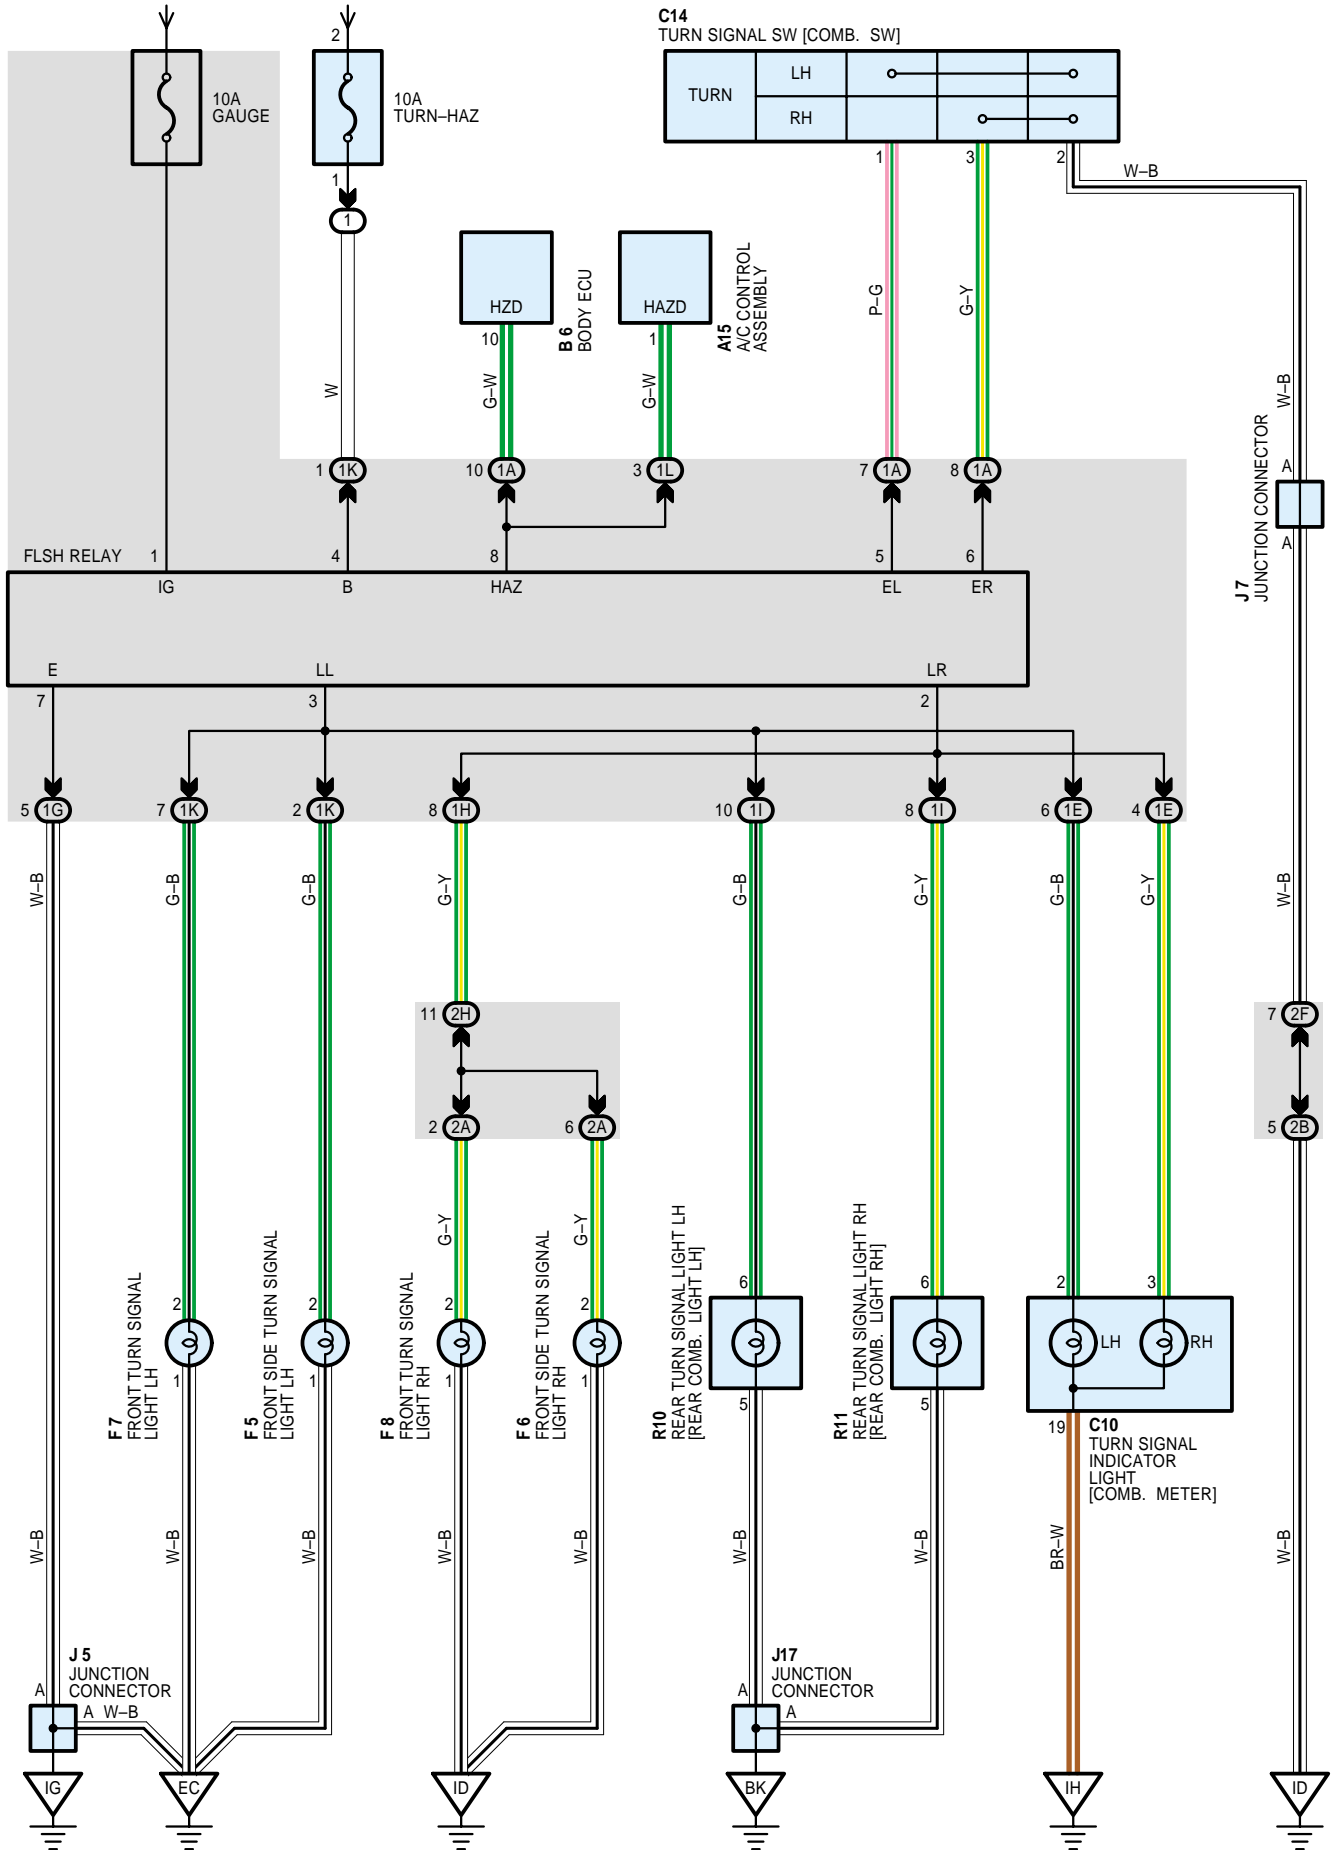 C14
TURN SIGNAL SW [COMB. SW]
2
10A
GAUGE
10A
TURN–HAZ
TURN
LH
RH
1
1
1
3
2
W–B
HZD
HAZD
10
B 6
BODY ECU
1
A15
A/C CONTROL
ASSEMBLY
W
G–W
G–W
P–G
G–Y
W–B
1
1K
10
1A
3
1L
7
1A
8
1A
A
A
J 7
JUNCTION CONNECTOR
FLSH RELAY
1
4
8
5
6
IG
B
HAZ
EL
ER
E
LL
LR
7
3
2
5
1G
7
1K
2
1K
8
1H
10
1I
8
1I
6
1E
4
1E
W–B
G–B
G–B
G–Y
G–B
G–Y
G–B
G–Y
W–B
11
2H
7
2F
2
2A
6
2A
5
2B
G–Y
G–Y
2
2
2
2
6
6
2
3
LH
RH
F 7
FRONT TURN SIGNAL
LIGHT LH
F 5
FRONT SIDE TURN SIGNAL
LIGHT LH
F 8
FRONT TURN SIGNAL
LIGHT RH
F 6
FRONT SIDE TURN SIGNAL
LIGHT RH
R10
REAR TURN SIGNAL LIGHT LH
[REAR COMB. LIGHT LH]
R11
REAR TURN SIGNAL LIGHT RH
[REAR COMB. LIGHT RH]
1
1
1
1
5
5
19
C10
TURN SIGNAL
INDICATOR
LIGHT
[COMB. METER]
W–B
W–B
W–B
W–B
W–B
W–B
W–B
BR–W
W–B
J 5
JUNCTION
CONNECTOR
A
A W–B
J17
JUNCTION
CONNECTOR
A
A
IG
EC
ID
BK
IH
ID